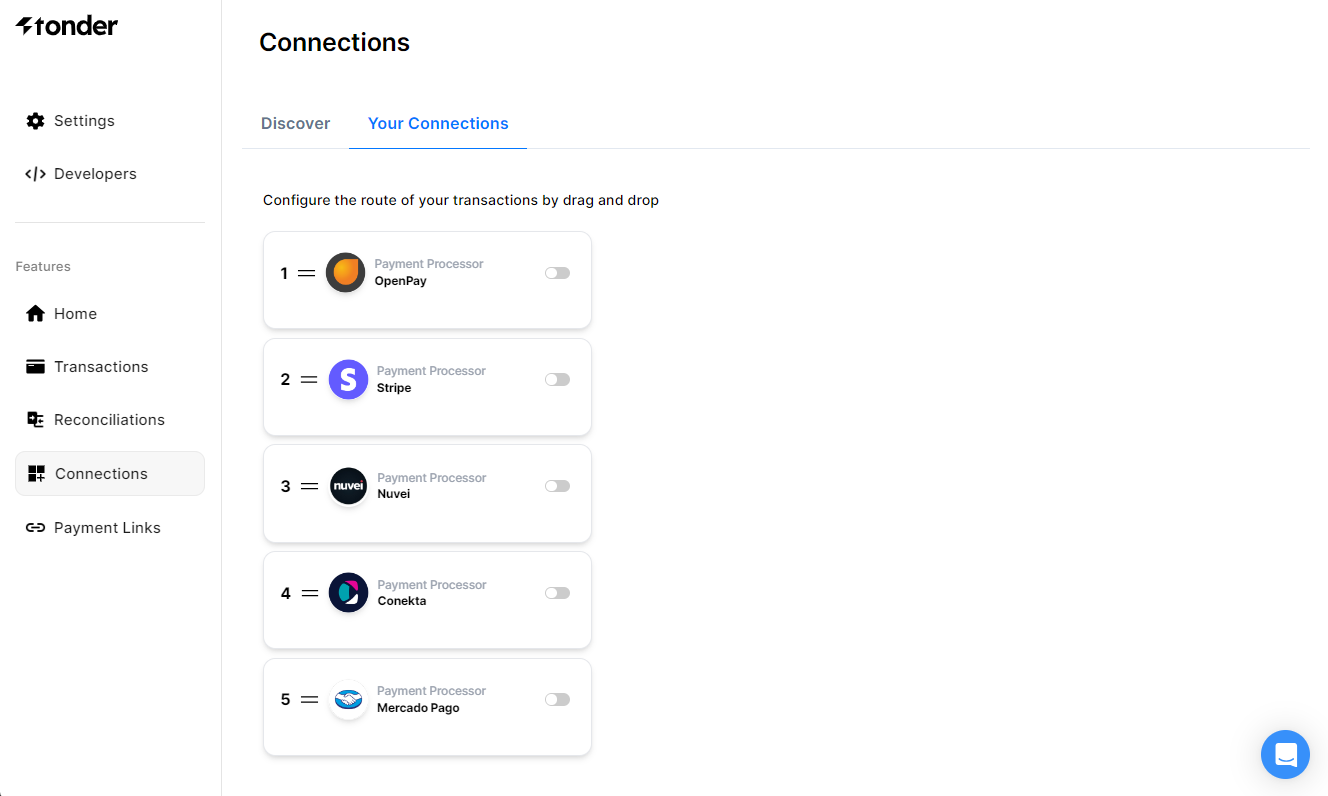 tonder
Settings
Developers
Features
Home
Transactions
Reconciliations
Connections
Payment Links
Connections
Discover
Your Connections
Configure the route of your transactions by drag and drop
1
Payment Processor
OpenPay
2
S
Payment Processor
Stripe
3
nuvei
Payment Processor
Nuvei
4
Payment Processor
Conekta
5
Payment Processor
Mercado Pago